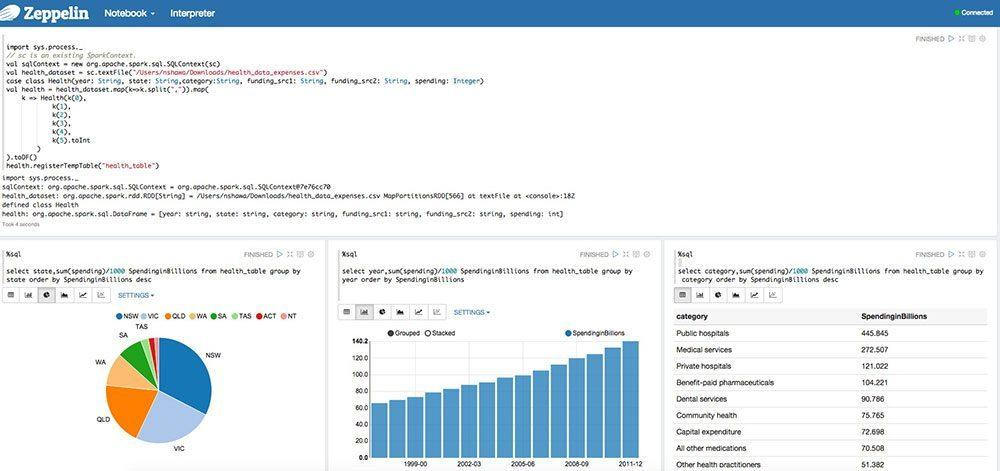 Zeppelin Notebook Interpreter Connected
FINISHED
import sys.process._
// sc is an existing SparkContext.
val sqlContext = new org.apache.spark.sql.SQLContext(sc)
val health_dataset = sc.textFile("/Users/nshawa/Downloads/health_data_expenses.csv")
case class Health(year: String, state: String,category:String, funding_src1: String, funding_src2: String, spending: Integer)
val health = health_dataset.map(k=>k.split(",")).map(
k => Health(k(0),
k(1),
k(2),
k(3),
k(4),
k(5).toInt
)
).toDF()
health.registerTempTable("health_table")
import sys.process._
sqlContext: org.apache.spark.sql.SQLContext = org.apache.spark.sql.SQLContext@7e76cc70
health_dataset: org.apache.spark.rdd.RDD[String] = /Users/nshawa/Downloads/health_data_expenses.csv MapPartitionsRDD[566] at textFile at <console>:182
defined class Health
health: org.apache.spark.sql.DataFrame = [year: string, state: string, category: string, funding_src1: string, funding_src2: string, spending: int]
Took 4 seconds
%sql FINISHED
select state,sum(spending)/1000 SpendinginBillions from health_table group by
state order by SpendinginBillions desc
SETTINGS
NSW VIC QLD WA SA TAS ACT NT
TAS
SA
WA
NSW
QLD
VIC
%sql FINISHED
select year,sum(spending)/1000 SpendinginBillions from health_table group by
year order by SpendinginBillions
SETTINGS
Grouped Stacked SpendinginBillions
140.2
120.0
100.0
80.0
60.0
40.0
20.0
0.0
1999-00 2002-03 2005-06 2008-09 2011-12
%sql FINISHED
select category,sum(spending)/1000 SpendinginBillions from health_table group by
category order by SpendinginBillions desc
category SpendinginBillions
Public hospitals 445.845
Medical services 272.507
Private hospitals 121.022
Benefit-paid pharmaceuticals 104.221
Dental services 90.786
Community health 75.765
Capital expenditure 72.698
All other medications 70.508
Other health practitioners 51.382